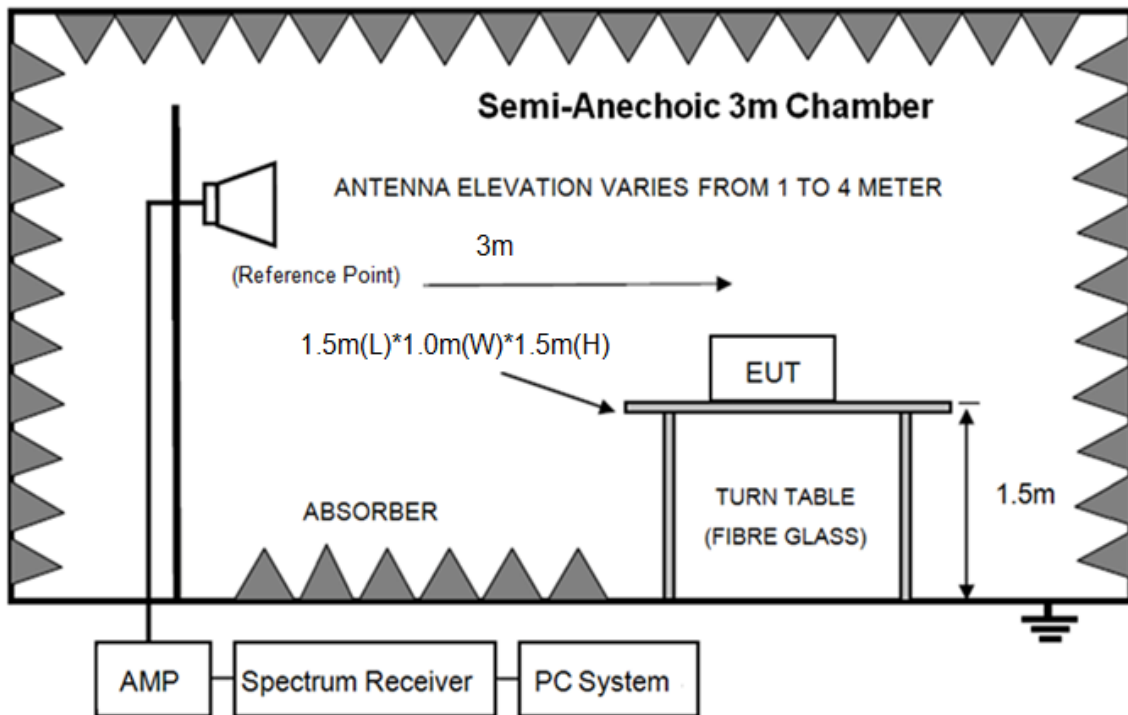 Semi-Anechoic 3m Chamber
ANTENNA ELEVATION VARIES FROM 1 TO 4 METER
3m
(Reference Point)
1.5m(L)*1.0m(W)*1.5m(H)
EUT
ABSORBER
TURN TABLE
(FIBRE GLASS)
1.5m
AMP
Spectrum Receiver
PC System